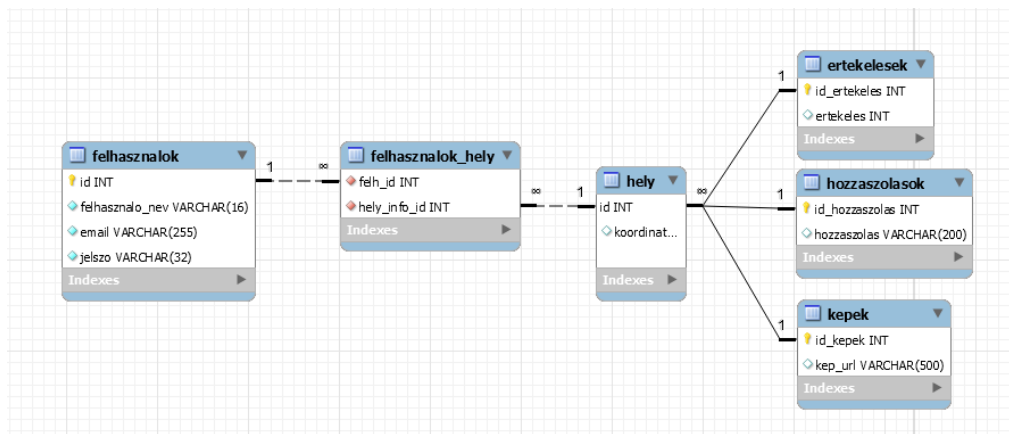 felhasznalok
id INT
felhasznalo_nev VARCHAR(16)
email VARCHAR(255)
jelszo VARCHAR(32)
Indexes
1
∞
felhasznalok_hely
felh_id INT
hely_info_id INT
Indexes
∞
1
hely
id INT
koordinat...
Indexes
∞
1
ertekelesek
id_ertekeles INT
ertekeles INT
Indexes
1
hozzaszolasok
id_hozzaszolas INT
hozzaszolas VARCHAR(200)
Indexes
1
kepek
id_kepek INT
kep_url VARCHAR(500)
Indexes